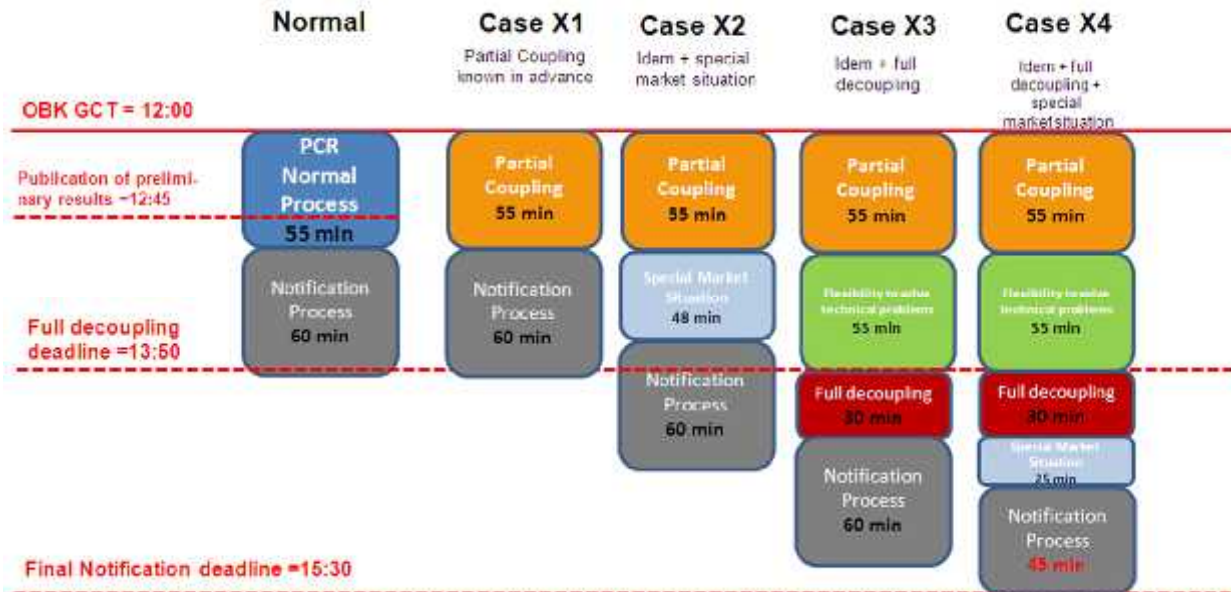 Normal
Case X1
Case X2
Case X3
Case X4
Partial Coupling
known in advance
Idem + special
market situation
Idem + full
decoupling
Idem + full
decoupling +
special
market situation
OBK GCT = 12:00
Publication of prelimi-
nary results =12:45
PCR
Normal
Process
55 min
Partial
Coupling
55 min
Partial
Coupling
55 min
Partial
Coupling
55 min
Partial
Coupling
55 min
Notification
Process
60 min
Notification
Process
60 min
Special Market
Situation
48 min
Flexibility to solve
technical problems
55 min
Flexibility to solve
technical problems
55 min
Full decoupling
deadline =13:50
Notification
Process
60 min
Full decoupling
30 min
Full decoupling
30 min
Special Market
Situation
25 min
Notification
Process
60 min
Notification
Process
45 min
Final Notification deadline =15:30